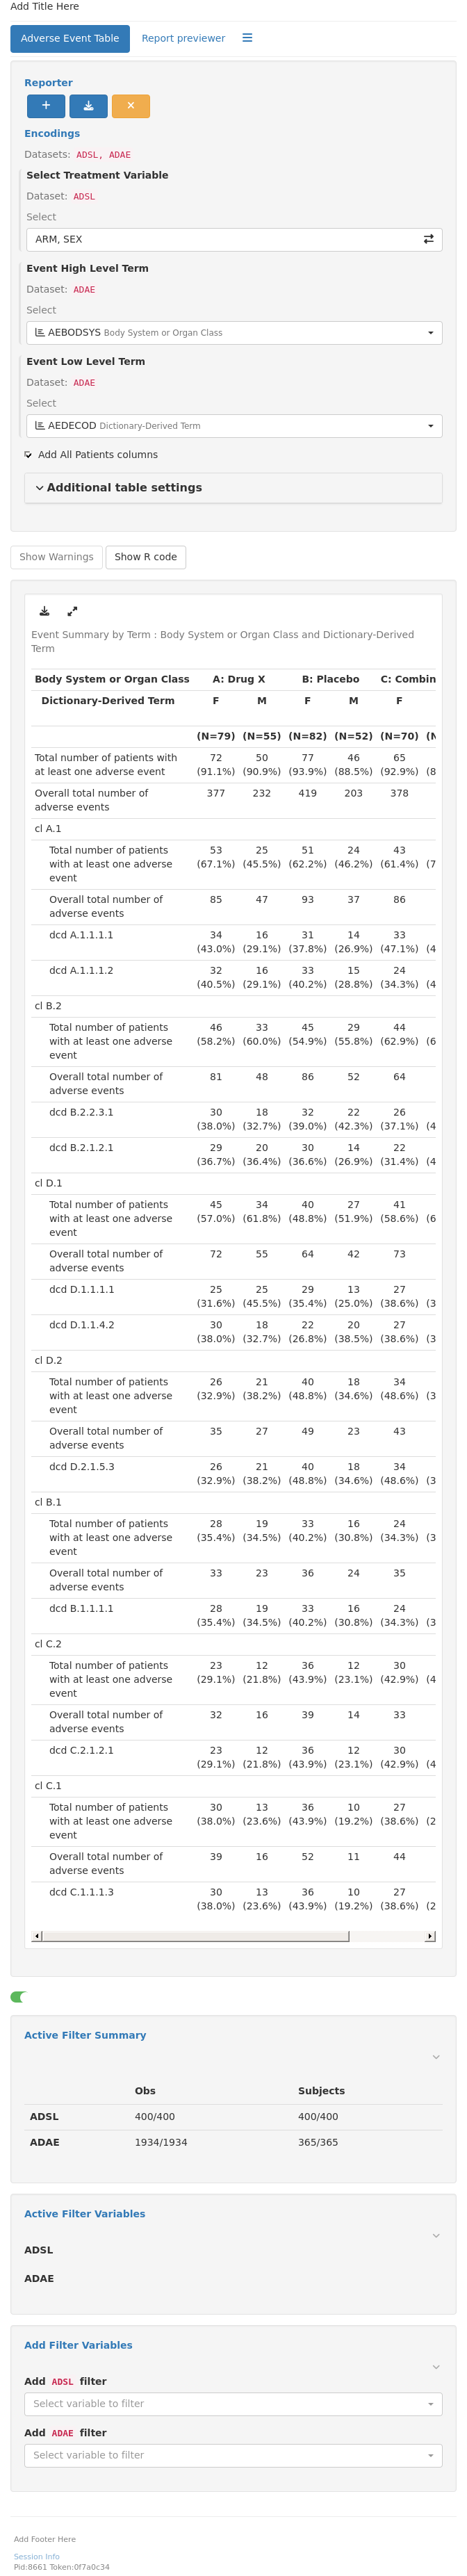 Add Title Here
Adverse Event Table Report previewer
Reporter
Encodings
Datasets: ADSL, ADAE
Select Treatment Variable
Dataset: ADSL
Select
ARM, SEX
Event High Level Term
Dataset: ADAE
Select
AEBODSYS Body System or Organ Class
Event Low Level Term
Dataset: ADAE
Select
AEDECOD Dictionary-Derived Term
Add All Patients columns
Additional table settings
Show Warnings Show R code
Event Summary by Term : Body System or Organ Class and Dictionary-Derived
Term
Body System or Organ Class A: Drug X B: Placebo C: Combin
Dictionary-Derived Term F M F M F
(N=79) (N=55) (N=82) (N=52) (N=70)
Total number of patients with 72 50 77 46 65
at least one adverse event (91.1%) (90.9%) (93.9%) (88.5%) (92.9%) (8
Overall total number of 377 232 419 203 378
adverse events
cl A.1
Total number of patients 53 25 51 24 43
with at least one adverse (67.1%) (45.5%) (62.2%) (46.2%) (61.4%) (7
event
Overall total number of 85 47 93 37 86
adverse events
dcd A.1.1.1.1 34 16 31 14 33
(43.0%) (29.1%) (37.8%) (26.9%) (47.1%) (4
dcd A.1.1.1.2 32 16 33 15 24
(40.5%) (29.1%) (40.2%) (28.8%) (34.3%) (4
cl B.2
Total number of patients 46 33 45 29 44
with at least one adverse (58.2%) (60.0%) (54.9%) (55.8%) (62.9%) (6
event
Overall total number of 81 48 86 52 64
adverse events
dcd B.2.2.3.1 30 18 32 22 26
(38.0%) (32.7%) (39.0%) (42.3%) (37.1%) (4
dcd B.2.1.2.1 29 20 30 14 22
(36.7%) (36.4%) (36.6%) (26.9%) (31.4%) (4
cl D.1
Total number of patients 45 34 40 27 41
with at least one adverse (57.0%) (61.8%) (48.8%) (51.9%) (58.6%) (6
event
Overall total number of 72 55 64 42 73
adverse events
dcd D.1.1.1.1 25 25 29 13 27
(31.6%) (45.5%) (35.4%) (25.0%) (38.6%) (3
dcd D.1.1.4.2 30 18 22 20 27
(38.0%) (32.7%) (26.8%) (38.5%) (38.6%) (3
cl D.2
Total number of patients 26 21 40 18 34
with at least one adverse (32.9%) (38.2%) (48.8%) (34.6%) (48.6%) (3
event
Overall total number of 35 27 49 23 43
adverse events
dcd D.2.1.5.3 26 21 40 18 34
(32.9%) (38.2%) (48.8%) (34.6%) (48.6%) (3
cl B.1
Total number of patients 28 19 33 16 24
with at least one adverse (35.4%) (34.5%) (40.2%) (30.8%) (34.3%) (3
event
Overall total number of 33 23 36 24 35
adverse events
dcd B.1.1.1.1 28 19 33 16 24
(35.4%) (34.5%) (40.2%) (30.8%) (34.3%) (3
cl C.2
Total number of patients 23 12 36 12 30
with at least one adverse (29.1%) (21.8%) (43.9%) (23.1%) (42.9%) (4
event
Overall total number of 32 16 39 14 33
adverse events
dcd C.2.1.2.1 23 12 36 12 30
(29.1%) (21.8%) (43.9%) (23.1%) (42.9%) (4
cl C.1
Total number of patients 30 13 36 10 27
with at least one adverse (38.0%) (23.6%) (43.9%) (19.2%) (38.6%) (2
event
Overall total number of 39 16 52 11 44
adverse events
dcd C.1.1.1.3 30 13 36 10 27
(38.0%) (23.6%) (43.9%) (19.2%) (38.6%) (2
Active Filter Summary
Obs Subjects
ADSL 400/400 400/400
ADAE 1934/1934 365/365
Active Filter Variables
ADSL
ADAE
Add Filter Variables
Add ADSL filter
Select variable to filter
Add ADAE filter
Select variable to filter
Add Footer Here
Session Info
Pid:8661 Token:0f7a0c34